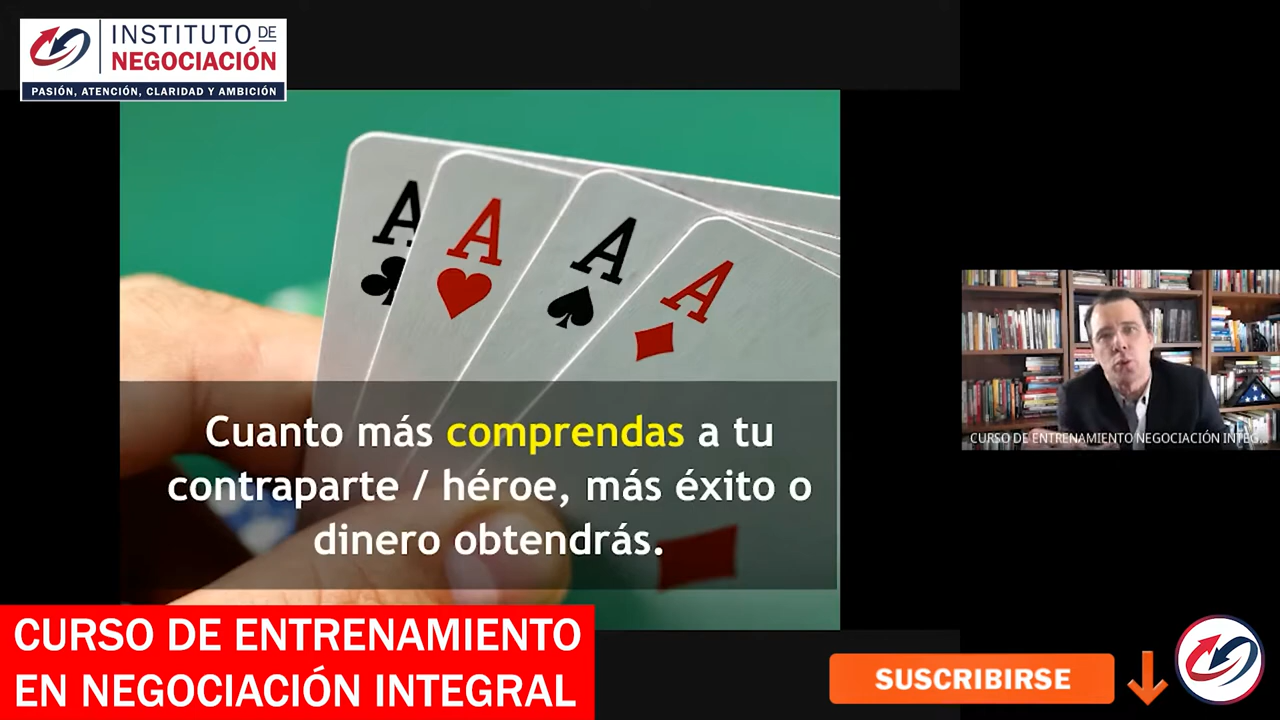 INSTITUTO DE
NEGOCIACIÓN
PASIÓN, ATENCIÓN, CLARIDAD Y AMBICIÓN
A
A
A
A
Cuanto más comprendas a tu
contraparte / héroe, más éxito o
dinero obtendrás.
CURSO DE ENTRENAMIENTO NEGOCIACIÓN INTEG...
CURSO DE ENTRENAMIENTO
EN NEGOCIACIÓN INTEGRAL
SUSCRIBIRSE